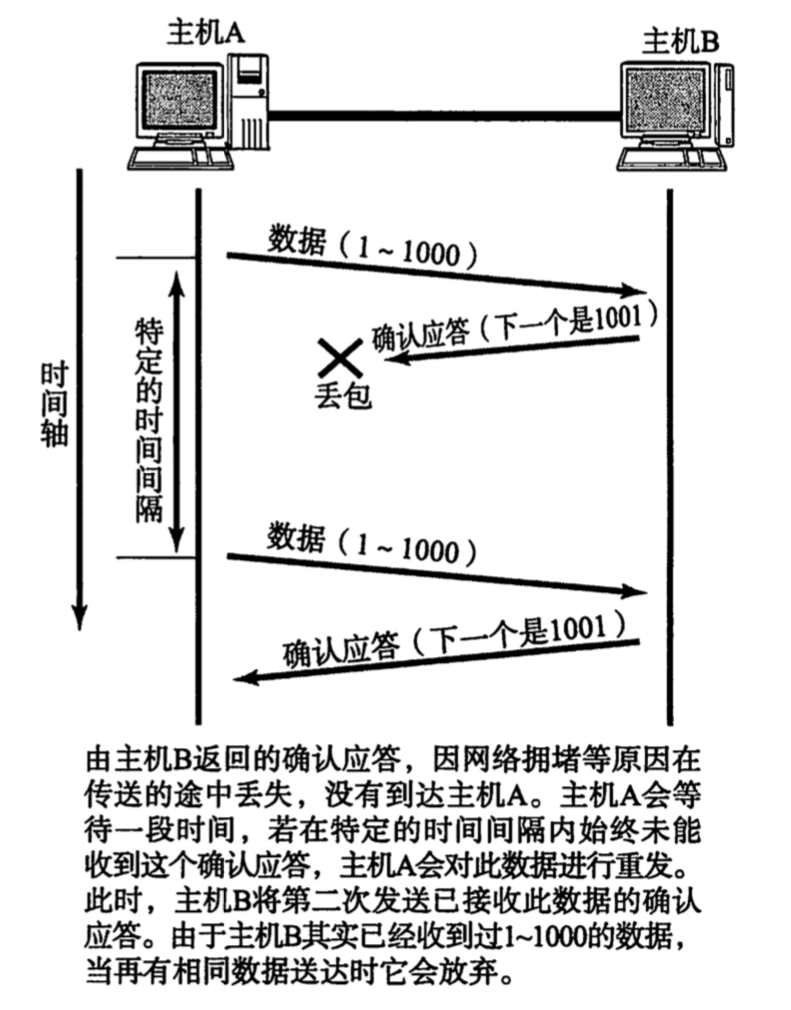 主机A
主机B
数据（1～1000）
确认应答（下一个是1001）
丢包
特定的时间间隔
时间轴
数据（1～1000）
确认应答（下一个是1001）
由主机B返回的确认应答，因网络拥堵等原因在
传送的途中丢失，没有到达主机A。主机A会等
待一段时间，若在特定的时间间隔内始终未能
收到这个确认应答，主机A会对此数据进行重发。
此时，主机B将第二次发送已接收此数据的确认
应答。由于主机B其实已经收到过1~1000的数据，
当再有相同数据送达时它会放弃。